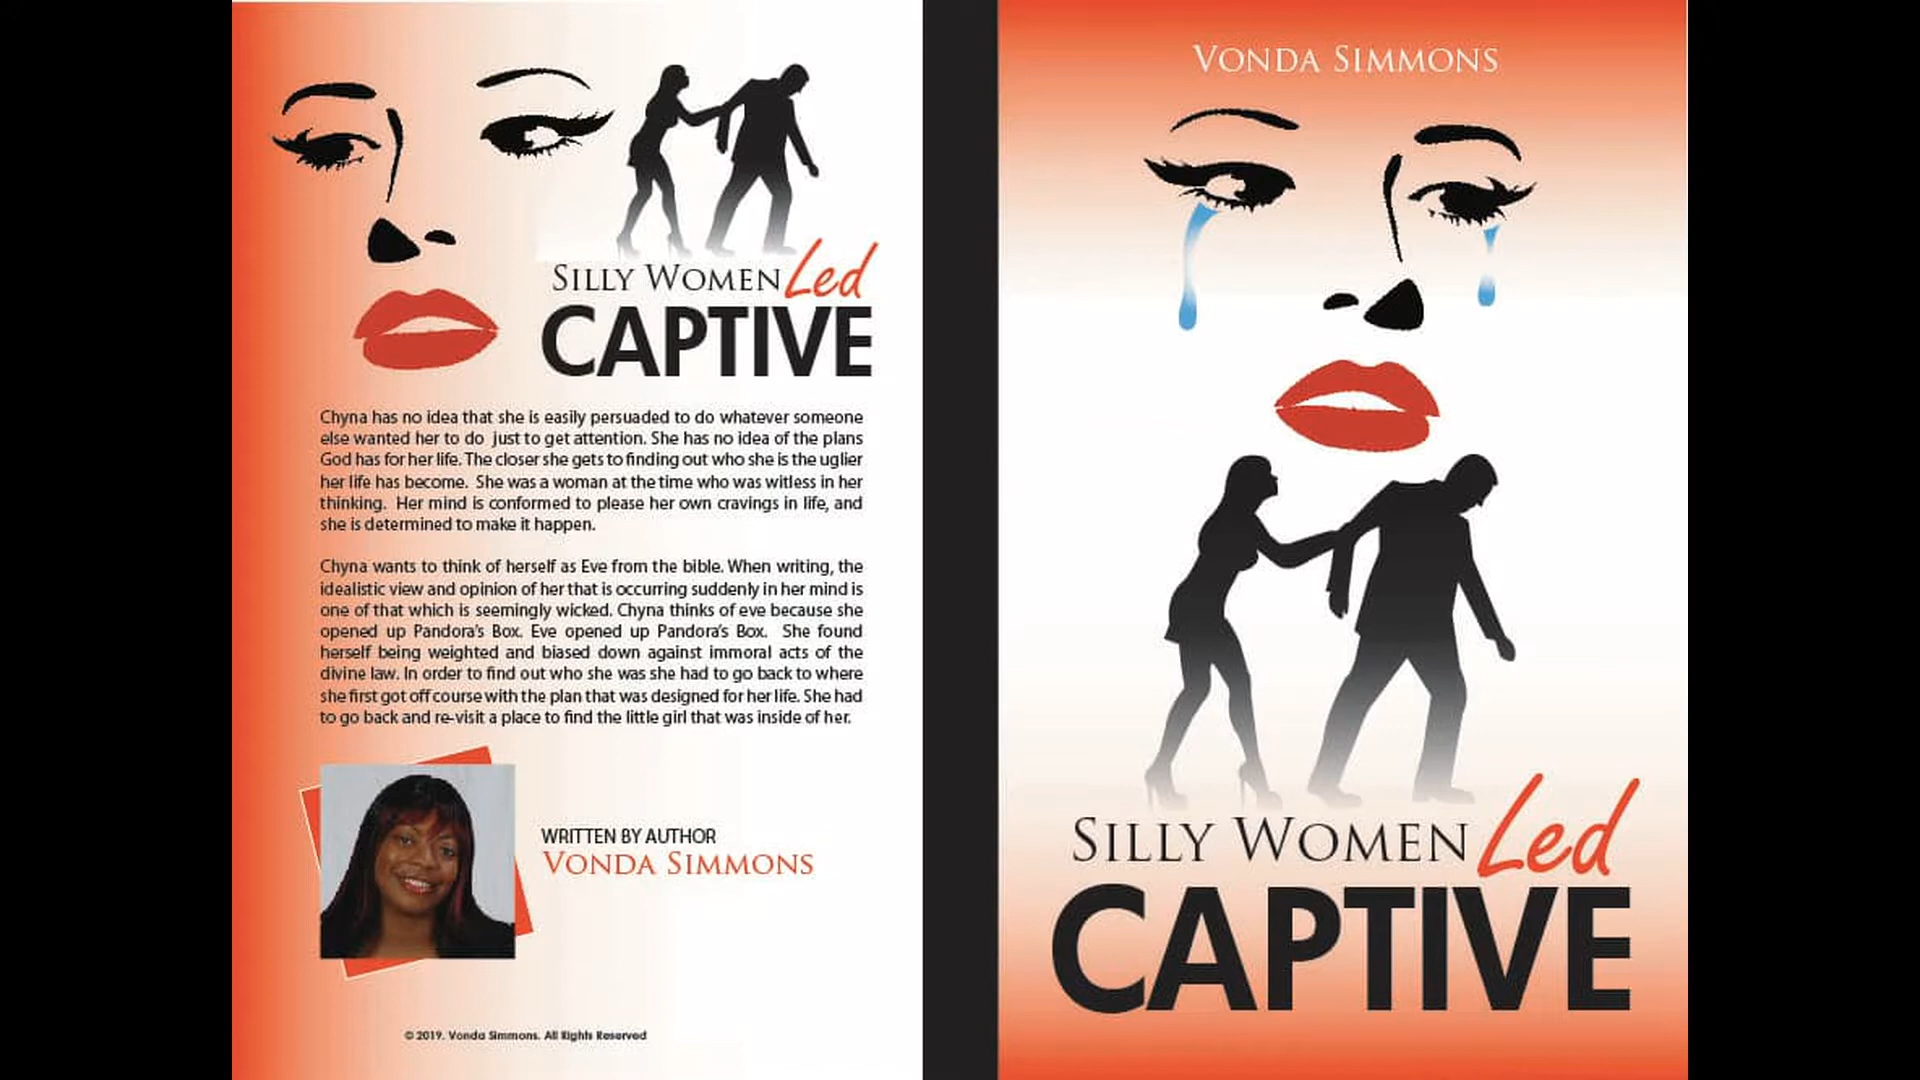 SILLY WOMEN Led
CAPTIVE
Chyna has no idea that she is easily persuaded to do whatever someone
else wanted her to do just to get attention. She has no idea of the plans
God has for her life. The closer she gets to finding out who she is the uglier
her life has become. She was a woman at the time who was witless in her
thinking. Her mind is conformed to please her own cravings in life, and
she is determined to make it happen.
Chyna wants to think of herself as Eve from the bible. When writing, the
idealistic view and opinion of her that is occurring suddenly in her mind is
one of that which is seemingly wicked. Chyna thinks of eve because she
opened up Pandora's Box. Eve opened up Pandora's Box. She found
herself being weighted and biased down against immoral acts of the
divine law. In order to find out who she was she had to go back to where
she first got off course with the plan that was designed for her life. She had
to go back and re-visit a place to find the little girl that was inside of her.
WRITTEN BY AUTHOR
VONDA SIMMONS
© 2019. Vonda Simmons. All Rights Reserved
VONDA SIMMONS
SILLY WOMEN Led
CAPTIVE